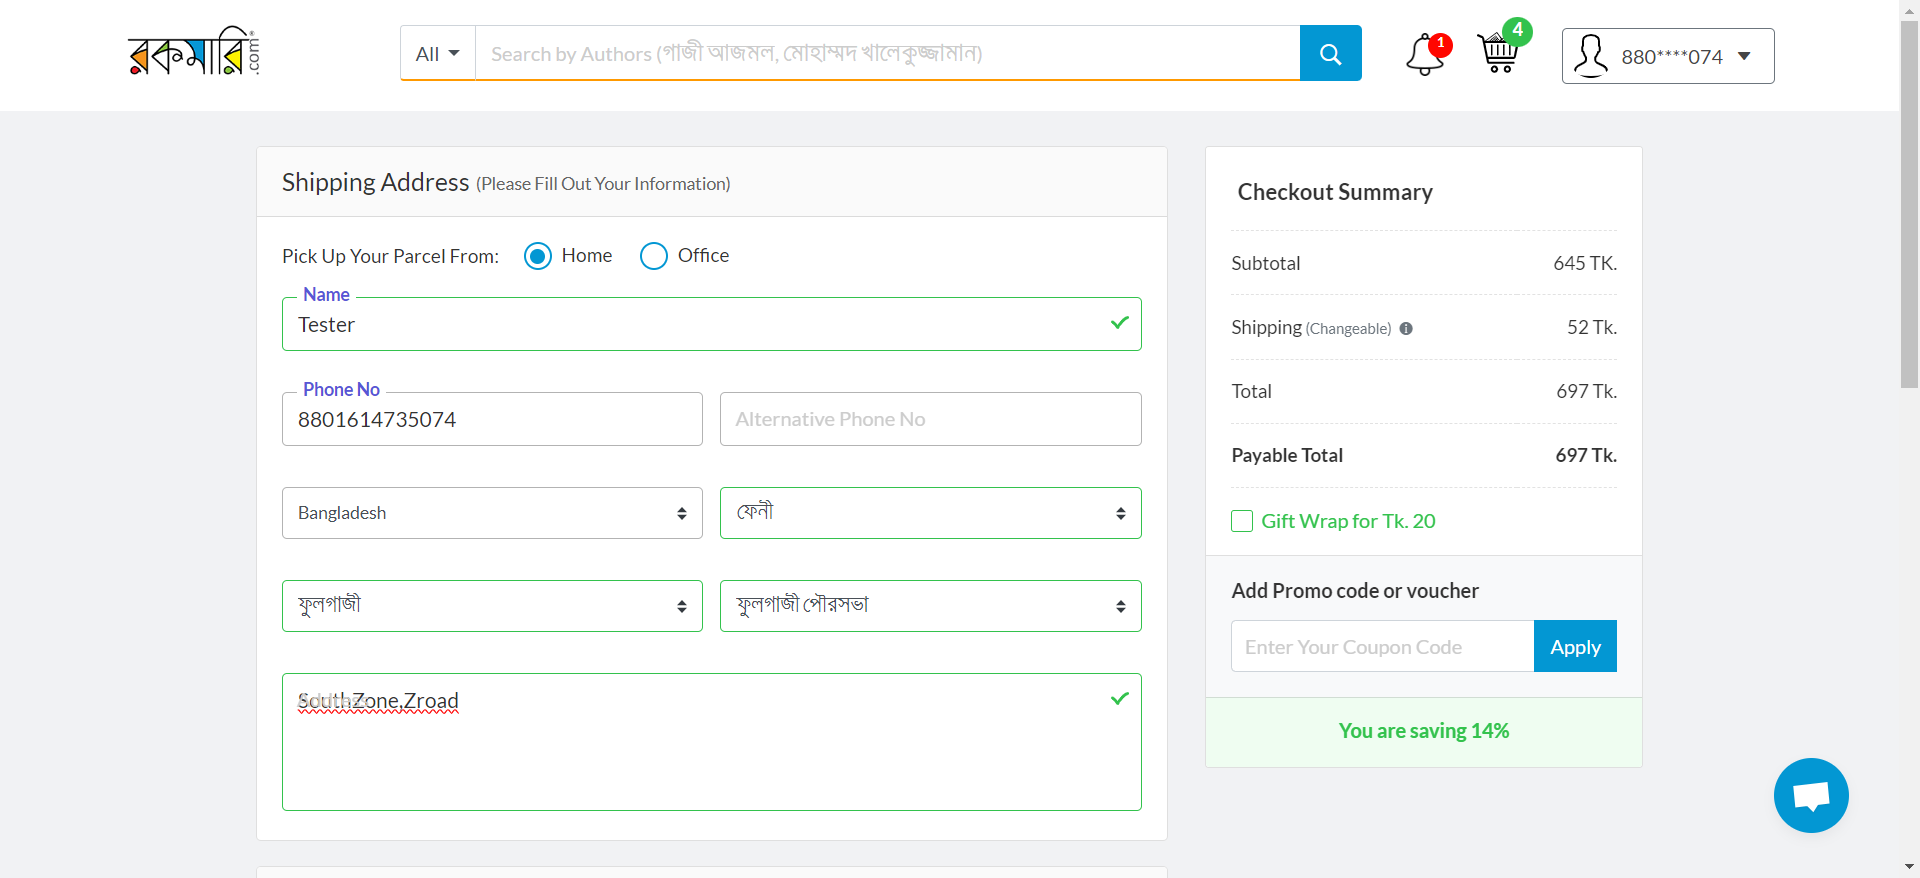 রকমারি .com
All
Search by Authors (গাজী আজমল, মোহাম্মদ খালেকুজ্জামান)
1
4
880****074
Shipping Address (Please Fill Out Your Information)
Pick Up Your Parcel From: Home Office
Name
Tester
Phone No
8801614735074
Alternative Phone No
Bangladesh
ফেনী
ফুলগাজী
ফুলগাজী পৌরসভা
Address
SouthZone,Zroad
Checkout Summary
Subtotal 645 TK.
Shipping (Changeable) 52 Tk.
Total 697 Tk.
Payable Total 697 Tk.
Gift Wrap for Tk. 20
Add Promo code or voucher
Enter Your Coupon Code
Apply
You are saving 14%